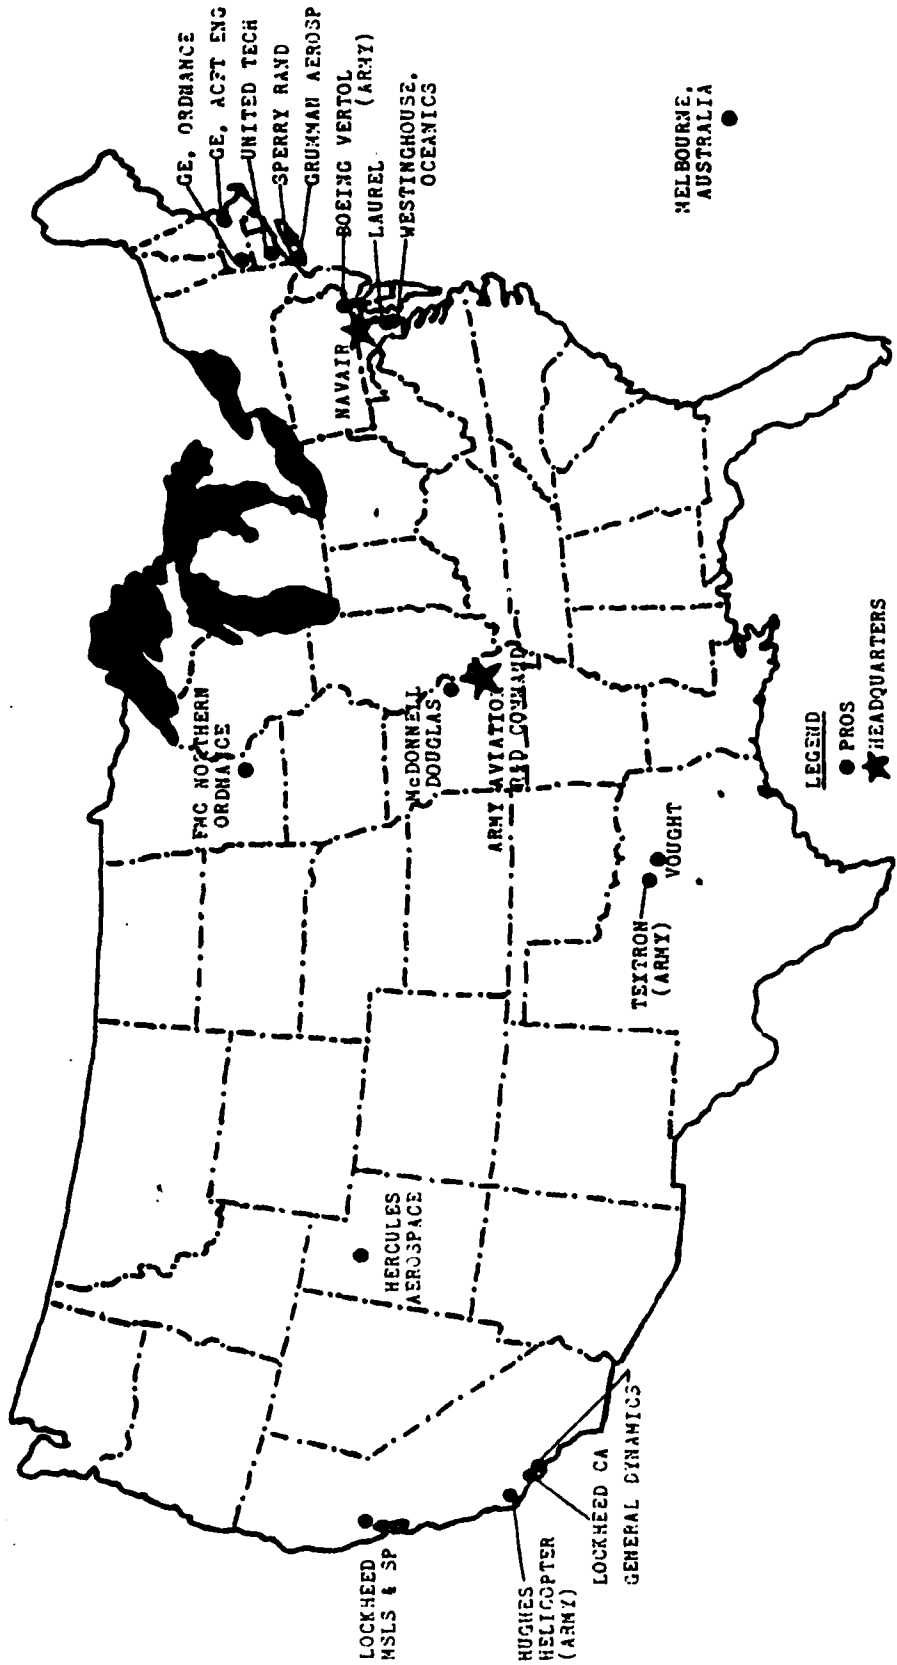 GE, ORDNANCE
GE, ACFT ENG
UNITED TECH
SPERRY RAND
GRUMMAN AEROSP
BOEING VERTOL
(ARMY)
LAUREL
WESTINGHOUSE,
OCEANICS
NAVAIR
MELBOURNE,
AUSTRALIA
FMC NORTHERN
ORDNANCE
McDONNELL
DOUGLAS
ARMY AVIATION
R&D COMMAND
VOUGHT
TEXTRON
(ARMY)
HERCULES
AEROSPACE
LOCKHEED
MSLS & SP
HUGHES
HELICOPTER
(ARMY)
LOCKHEED CA
GENERAL DYNAMICS
LEGEND
PROS
HEADQUARTERS